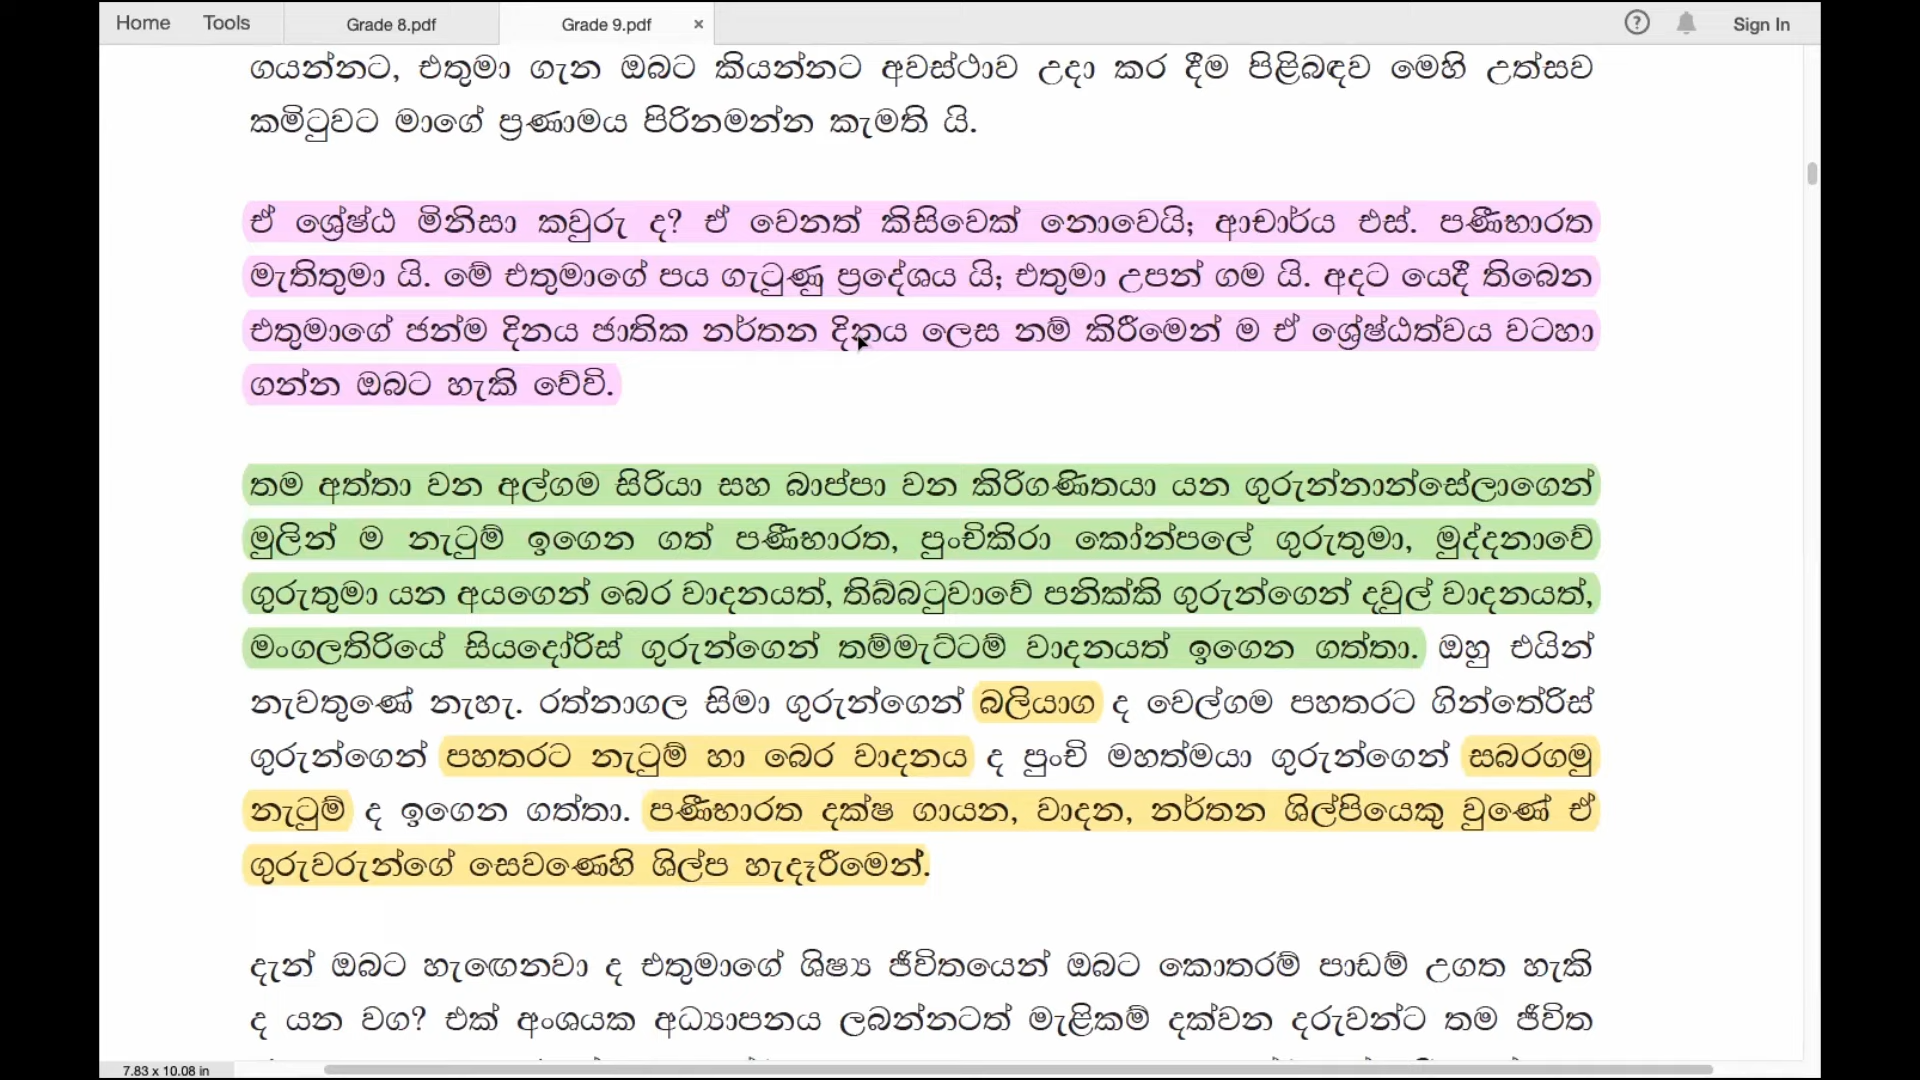 Home Tools Grade 8.pdf Grade 9.pdf × ? Sign In
ගයන්නට, එතුමා ගැන ඔබට කියන්නට අවස්ථාව උදා කර දීම පිළිබඳව මෙහි උත්සව
කමිටුවට මාගේ ප්‍රණාමය පිරිනමන්න කැමති යි.
ඒ ශ්‍රේෂ්ඨ මිනිසා කවුරු ද? ඒ වෙනත් කිසිවෙක් නොවෙයි; ආචාර්ය එස්. පණීභාරත
මැතිතුමා යි. මේ එතුමාගේ පය ගැටුණු ප්‍රදේශය යි; එතුමා උපන් ගම යි. අදට යෙදී තිබෙන
එතුමාගේ ජන්ම දිනය ජාතික නර්තන දිනය ලෙස නම් කිරීමෙන් ම ඒ ශ්‍රේෂ්ඨත්වය වටහා
ගන්න ඔබට හැකි වේවි.
තම අත්තා වන අල්ගම සිරියා සහ බාප්පා වන කිරිගණිතයා යන ගුරුන්නාන්සේලාගෙන්
මුලින් ම නැටුම් ඉගෙන ගත් පණීභාරත, පුංචිකිරා කෝන්පලේ ගුරුතුමා, මුද්දනාවේ
ගුරුතුමා යන අයගෙන් බෙර වාදනයත්, තිබ්බටුවාවේ පනික්කි ගුරුන්ගෙන් දවුල් වාදනයත්,
මංගලතිරියේ සියදෝරිස් ගුරුන්ගෙන් තම්මැට්ටම් වාදනයත් ඉගෙන ගත්තා. ඔහු එයින්
නැවතුණේ නැහැ. රත්නාගල සිමා ගුරුන්ගෙන් බලියාග ද වෙල්ගම පහතරට ගින්තේරිස්
ගුරුන්ගෙන් පහතරට නැටුම් හා බෙර වාදනය ද පුංචි මහත්මයා ගුරුන්ගෙන් සබරගමු
නැටුම් ද ඉගෙන ගත්තා. පණීභාරත දක්ෂ ගායන, වාදන, නර්තන ශිල්පියෙකු වුණේ ඒ
ගුරුවරුන්ගේ සෙවණෙහි ශිල්ප හැදෑරීමෙන්.
දැන් ඔබට හැඟෙනවා ද එතුමාගේ ශිෂ්‍ය ජීවිතයෙන් ඔබට කොතරම් පාඩම් උගත හැකි
ද යන වග? එක් අංශයක අධ්‍යාපනය ලබන්නටත් මැළිකම් දක්වන දරුවන්ට තම ජීවිත
7.83 x 10.08 in